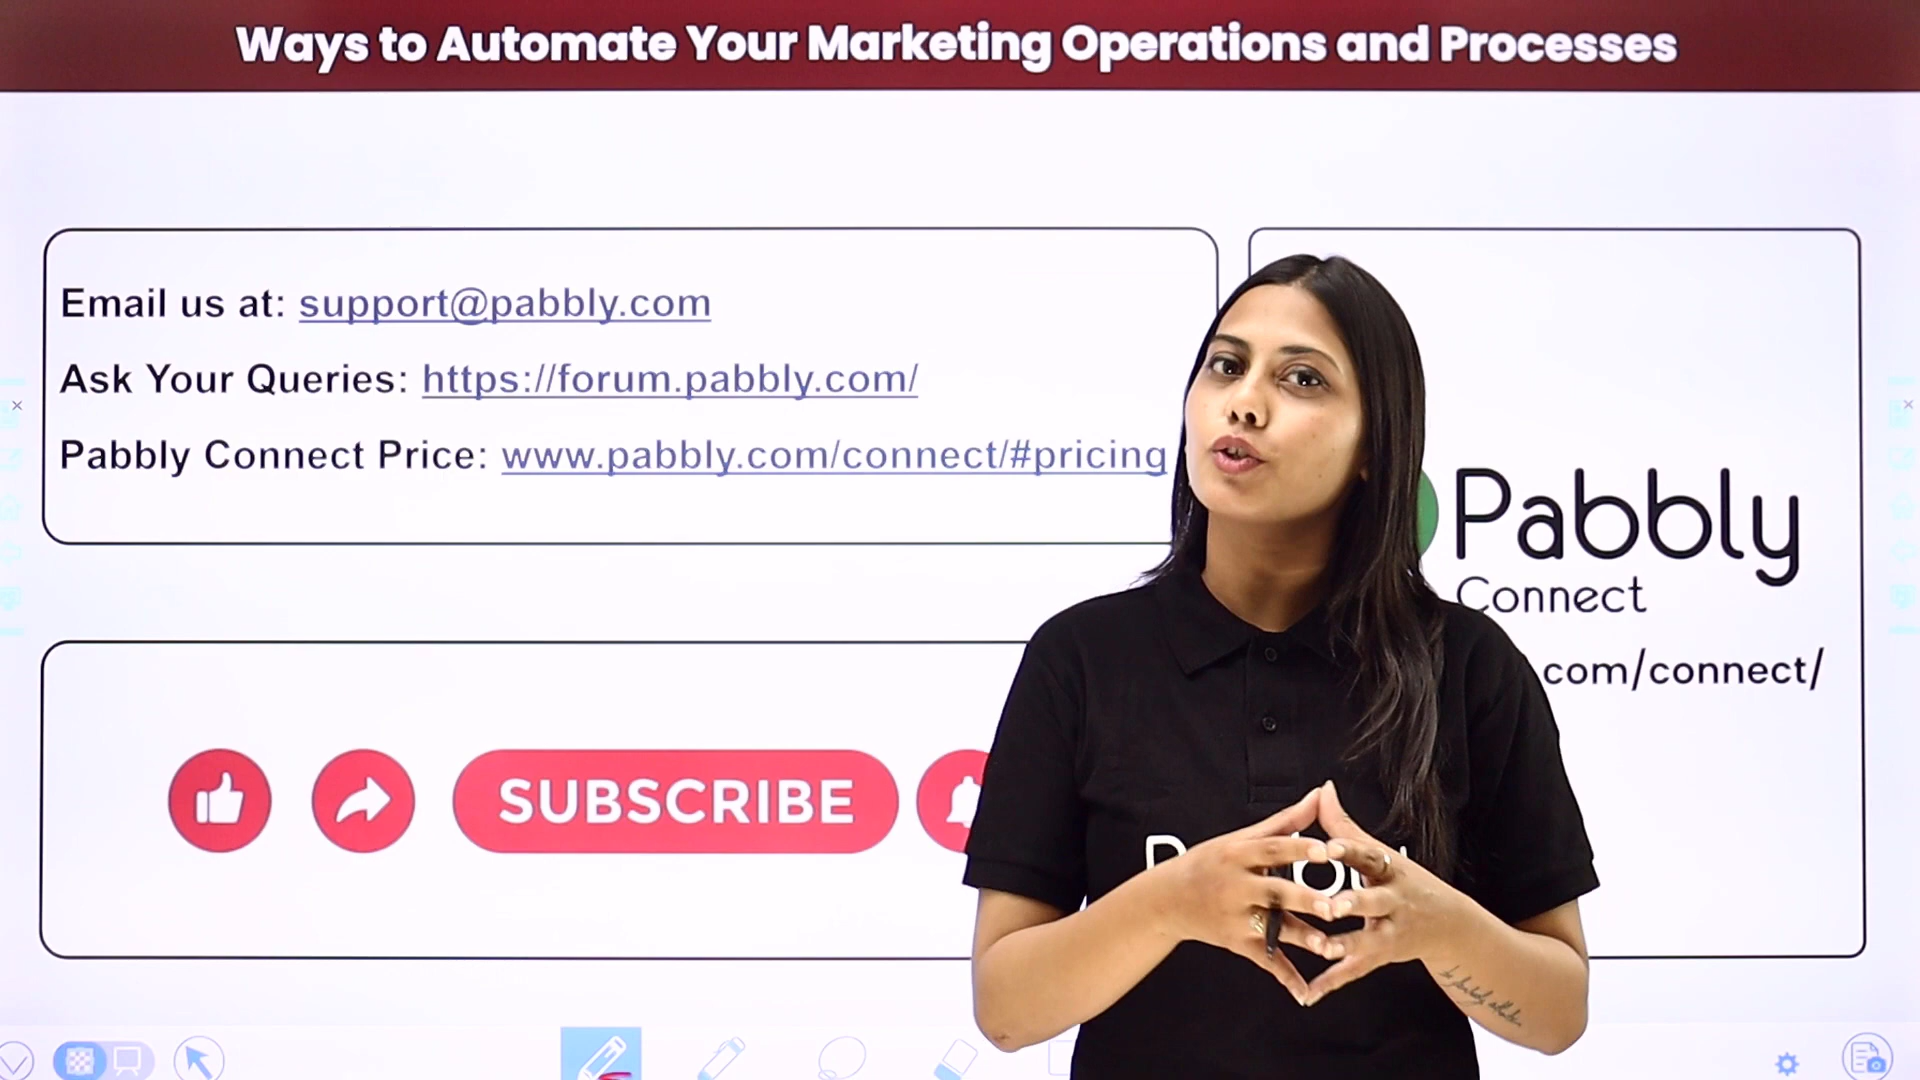 Ways to Automate Your Marketing Operations and Processes
Email us at: support@pabbly.com
Ask Your Queries: https://forum.pabbly.com/
Pabbly Connect Price: www.pabbly.com/connect/#pricing
Pabbly
Connect
.com/connect/
SUBSCRIBE